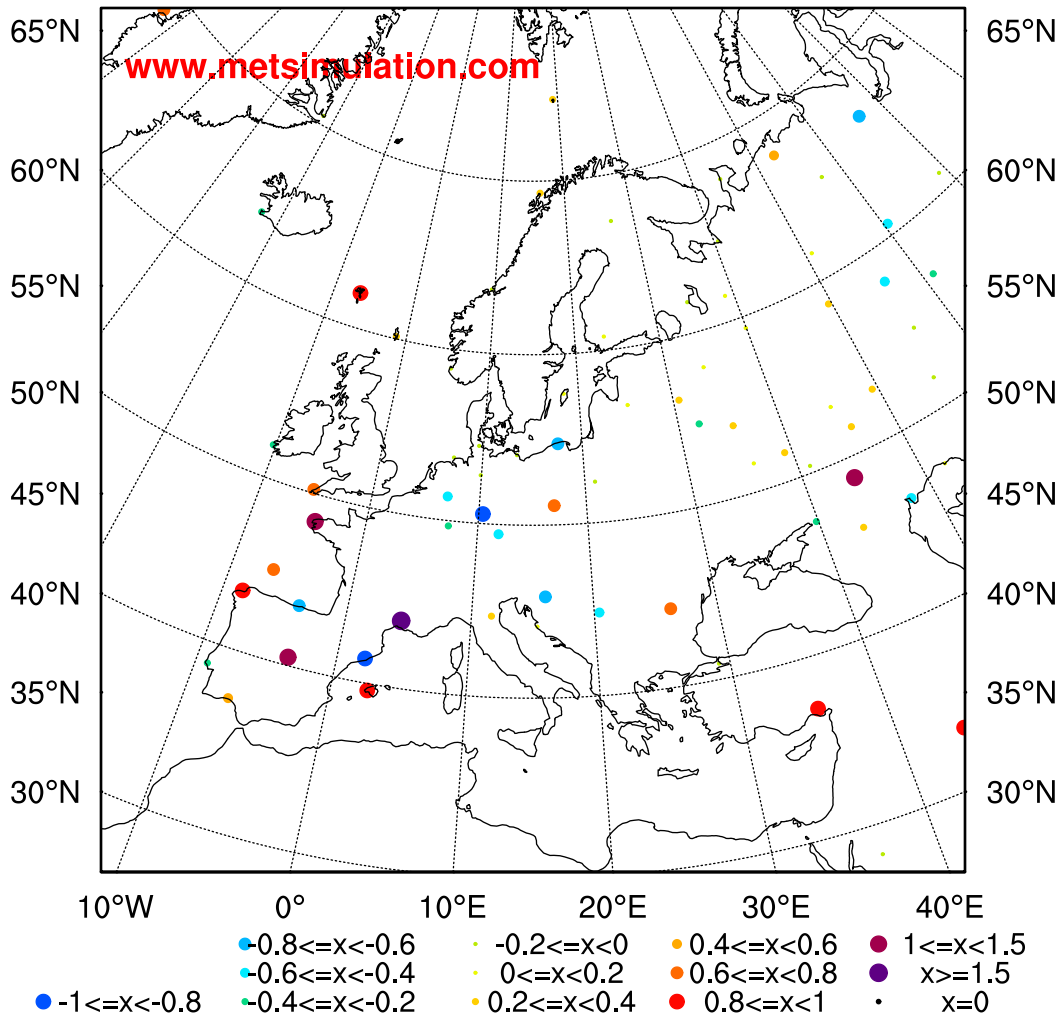 65°N 65°N
www.metsimulation.com
60°N 60°N
55°N 55°N
50°N 50°N
45°N 45°N
40°N 40°N
35°N 35°N
30°N 30°N
10°W 0° 10°E 20°E 30°E 40°E
-0.8<=x<-0.6 -0.2<=x<0 0.4<=x<0.6 1<=x<1.5
-0.6<=x<-0.4 0<=x<0.2 0.6<=x<0.8 x>=1.5
-1<=x<-0.8 -0.4<=x<-0.2 0.2<=x<0.4 0.8<=x<1 x=0